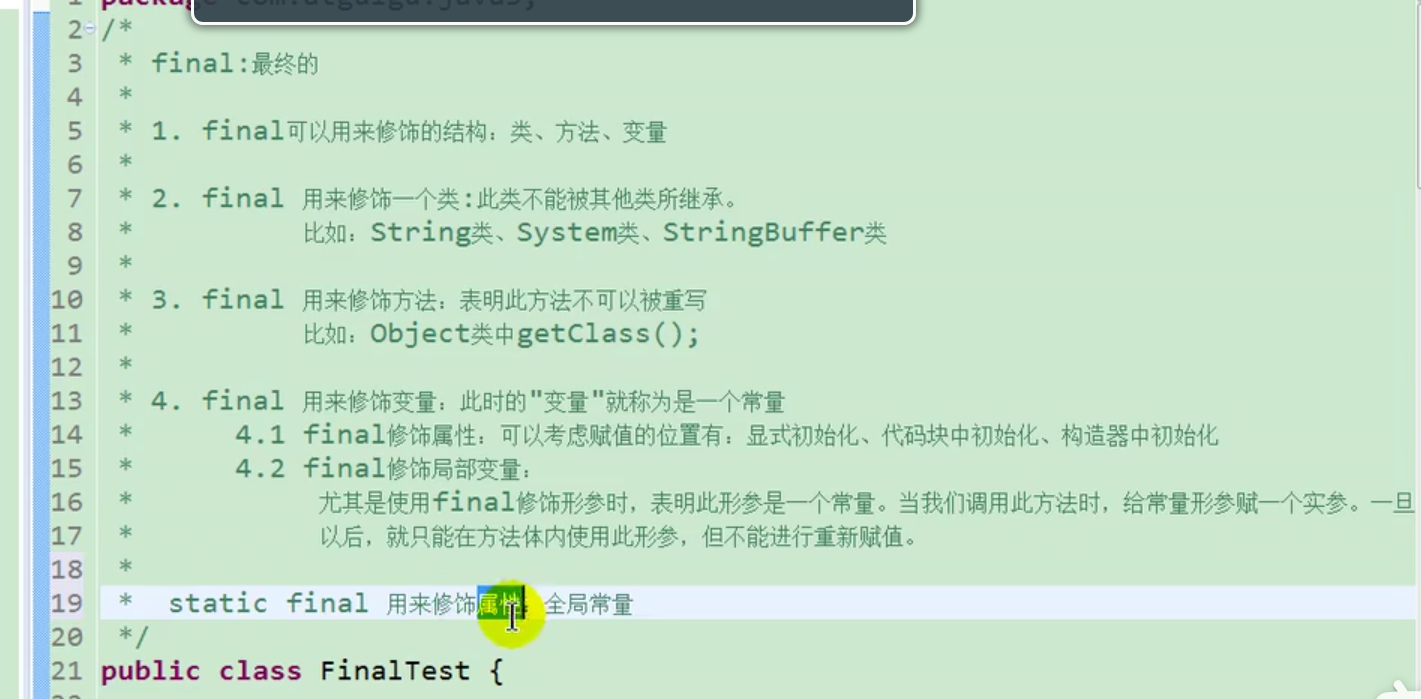 1 package com.atguigu.java3;
2 /*
3 * final:最终的
4 *
5 * 1. final可以用来修饰的结构：类、方法、变量
6 *
7 * 2. final 用来修饰一个类:此类不能被其他类所继承。
8 * 比如：String类、System类、StringBuffer类
9 *
10 * 3. final 用来修饰方法：表明此方法不可以被重写
11 * 比如：Object类中getClass();
12 *
13 * 4. final 用来修饰变量：此时的"变量"就称为是一个常量
14 * 4.1 final修饰属性：可以考虑赋值的位置有：显式初始化、代码块中初始化、构造器中初始化
15 * 4.2 final修饰局部变量：
16 * 尤其是使用final修饰形参时，表明此形参是一个常量。当我们调用此方法时，给常量形参赋一个实参。一旦
17 * 以后，就只能在方法体内使用此形参，但不能进行重新赋值。
18 *
19 * static final 用来修饰属性：全局常量
20 */
21 public class FinalTest {